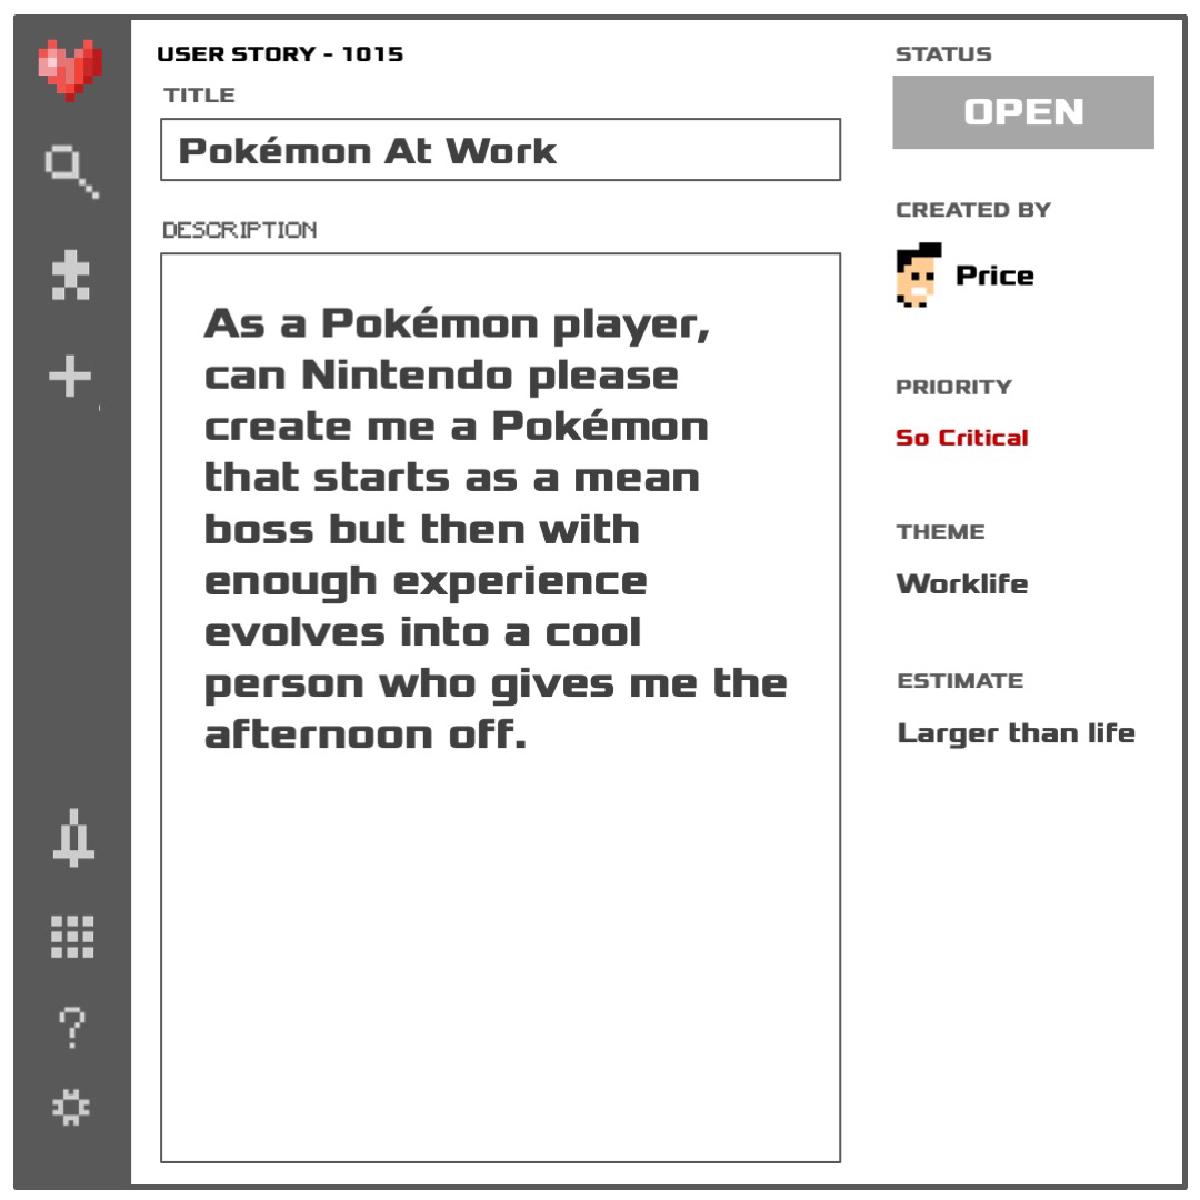 USER STORY - 1015
TITLE
Pokémon At Work
DESCRIPTION
As a Pokémon player,
can Nintendo please
create me a Pokémon
that starts as a mean
boss but then with
enough experience
evolves into a cool
person who gives me the
afternoon off.
STATUS
OPEN
CREATED BY
Price
PRIORITY
So Critical
THEME
Worklife
ESTIMATE
Larger than life